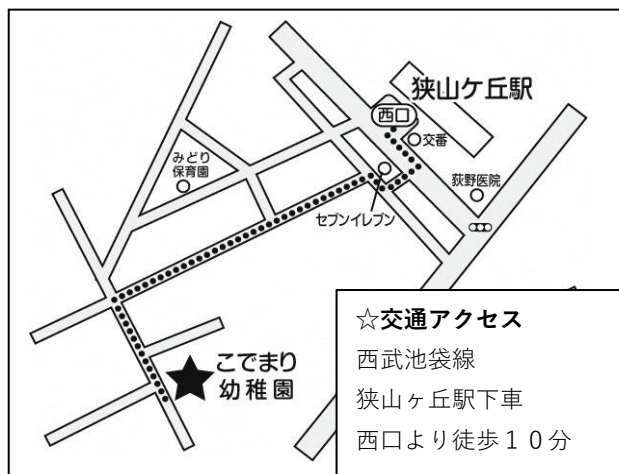 狭山ケ丘駅
西口
交番
みどり
保育園
荻野医院
セブンイレブン
こでまり
幼稚園
☆交通アクセス
西武池袋線
狭山ヶ丘駅下車
西口より徒歩１０分